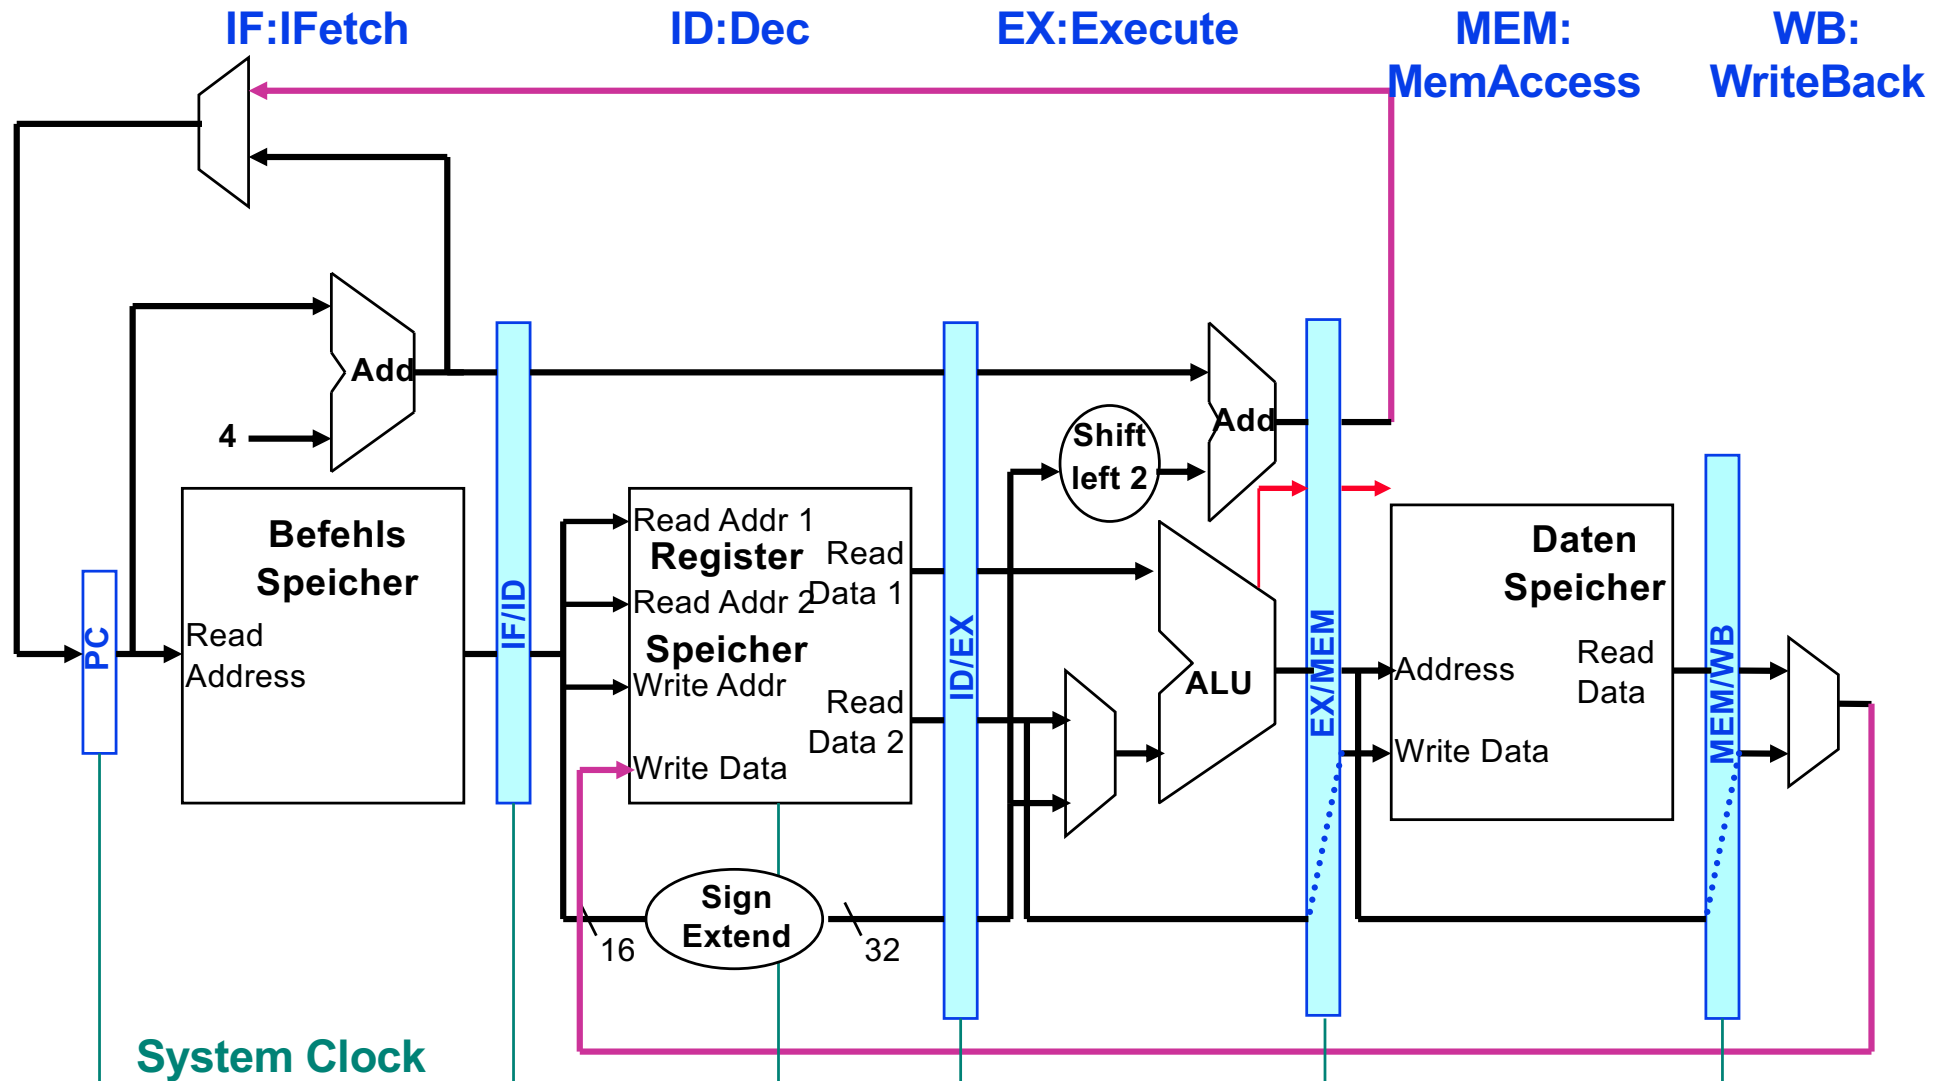 IF:IFetch
ID:Dec
EX:Execute
MEM:
MemAccess
WB:
WriteBack
Add
4
Add
Shift
left 2
Befehls
Speicher
Read
Address
PC
IF/ID
Read Addr 1
Register
Read
Data 1
Read Addr 2
Speicher
Write Addr
Read
Data 2
Write Data
ID/EX
ALU
EX/MEM
Daten
Speicher
Address
Read
Data
Write Data
MEM/WB
Sign
Extend
16
32
System Clock